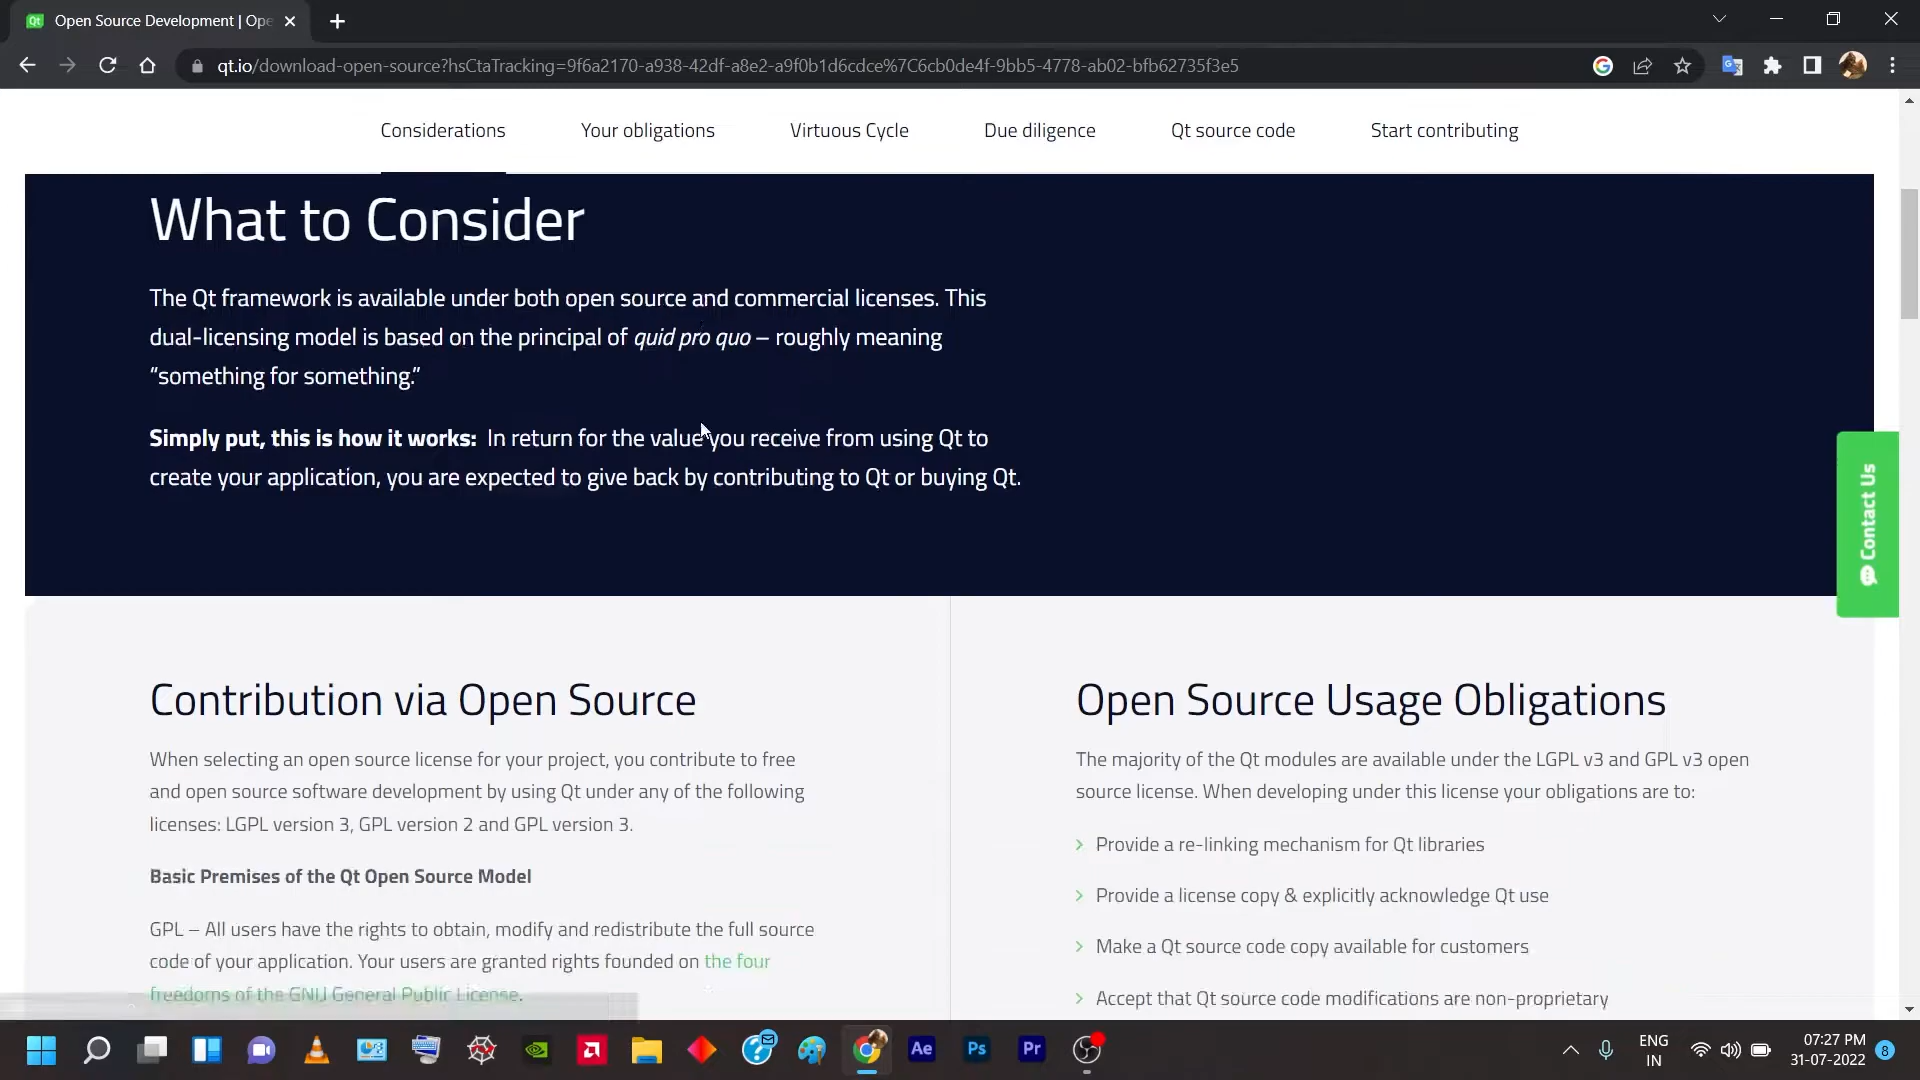 Qt Open Source Development | Ope
qt.io/download-open-source?hsCtaTracking=9f6a2170-a938-42df-a8e2-a9f0b1d6cdce%7C6cb0de4f-9bb5-4778-ab02-bfb62735f3e5
Considerations Your obligations Virtuous Cycle Due diligence Qt source code Start contributing
What to Consider
The Qt framework is available under both open source and commercial licenses. This
dual-licensing model is based on the principal of quid pro quo – roughly meaning
“something for something.”
Simply put, this is how it works: In return for the value you receive from using Qt to
create your application, you are expected to give back by contributing to Qt or buying Qt.
Contact Us
Contribution via Open Source
When selecting an open source license for your project, you contribute to free
and open source software development by using Qt under any of the following
licenses: LGPL version 3, GPL version 2 and GPL version 3.
Basic Premises of the Qt Open Source Model
GPL – All users have the rights to obtain, modify and redistribute the full source
code of your application. Your users are granted rights founded on the four
freedoms of the GNU General Public License.
Open Source Usage Obligations
The majority of the Qt modules are available under the LGPL v3 and GPL v3 open
source license. When developing under this license your obligations are to:
Provide a re-linking mechanism for Qt libraries
Provide a license copy & explicitly acknowledge Qt use
Make a Qt source code copy available for customers
Accept that Qt source code modifications are non-proprietary
Ae Ps Pr
ENG
IN
07:27 PM
31-07-2022
8